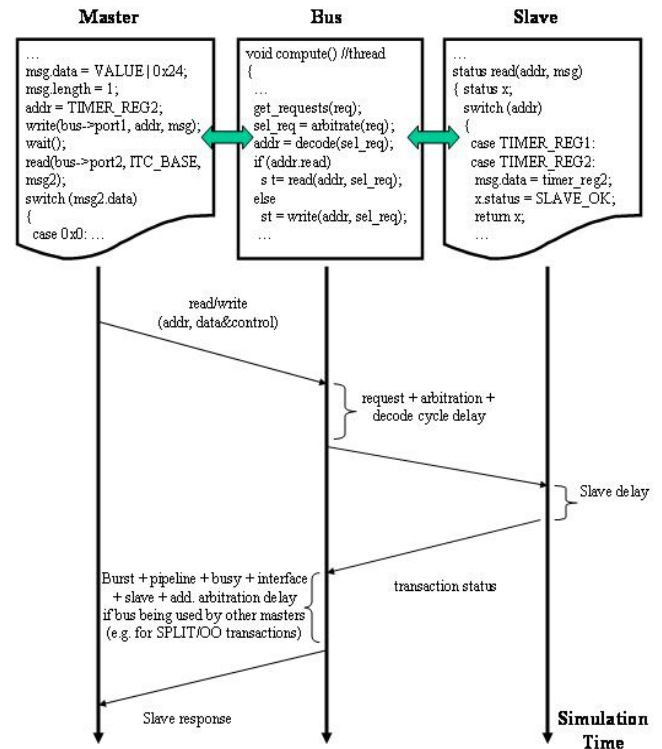 Master
Bus
Slave
...
msg.data = VALUE | 0x24;
msg.length = 1;
addr = TIMER_REG2;
write(bus->port1, addr, msg);
wait();
read(bus->port2, ITC_BASE,
msg2);
switch (msg2.data)
{
case 0x0: ...
void compute() //thread
{
...
get_requests(req);
sel_req = arbitrate(req);
addr = decode(sel_req);
if (addr.read)
s t= read(addr, sel_req);
else
st = write(addr, sel_req);
...
...
status read(addr, msg)
{ status x;
switch (addr)
{
case TIMER_REG1:
case TIMER_REG2:
msg.data = timer_reg2;
x.status = SLAVE_OK;
return x;
...
read/write
(addr, data&control)
request + arbitration +
decode cycle delay
Slave delay
Burst + pipeline + busy + interface
+ slave + add. arbitration delay
if bus being used by other masters
(e.g. for SPLIT/OO transactions)
transaction status
Slave response
Simulation
Time